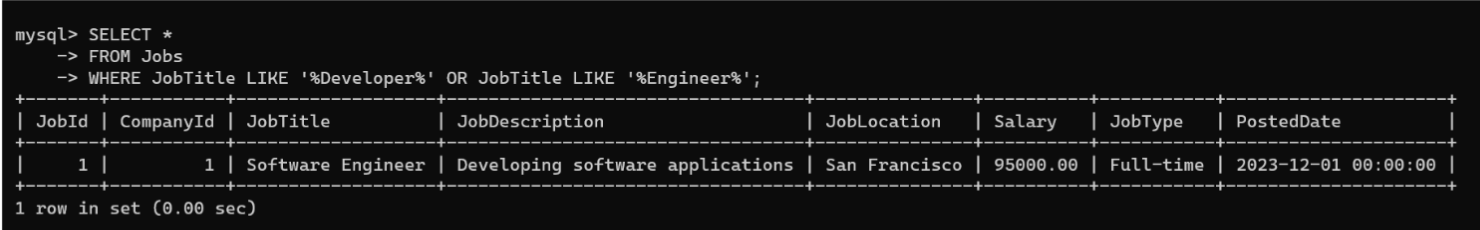 mysql> SELECT *
    -> FROM Jobs
    -> WHERE JobTitle LIKE '%Developer%' OR JobTitle LIKE '%Engineer%';
+-------+-----------+-------------------+---------------------------------+---------------+----------+-----------+---------------------+
| JobId | CompanyId | JobTitle          | JobDescription                  | JobLocation   | Salary   | JobType   | PostedDate          |
+-------+-----------+-------------------+---------------------------------+---------------+----------+-----------+---------------------+
|     1 |         1 | Software Engineer | Developing software applications | San Francisco | 95000.00 | Full-time | 2023-12-01 00:00:00 |
+-------+-----------+-------------------+---------------------------------+---------------+----------+-----------+---------------------+
1 row in set (0.00 sec)